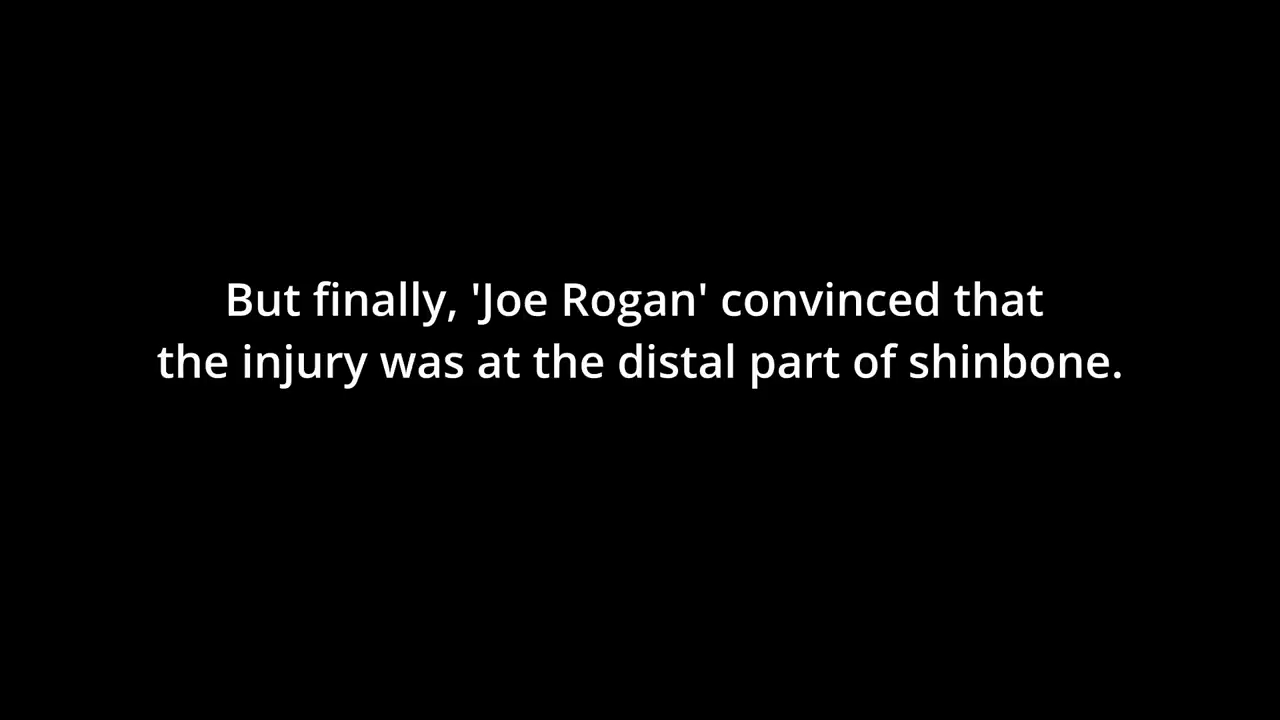 But finally, 'Joe Rogan' convinced that
the injury was at the distal part of shinbone.